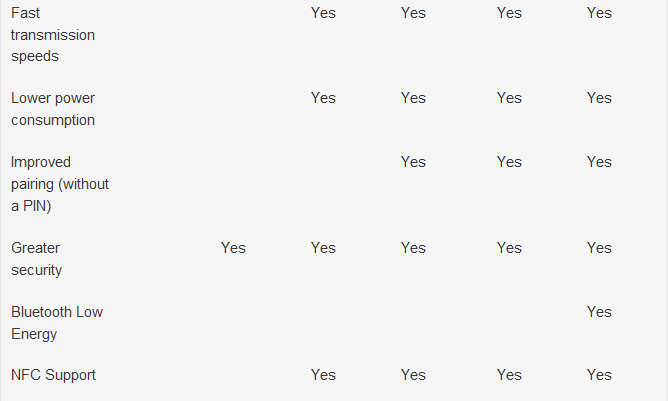 Fast Yes Yes Yes Yes
transmission
speeds
Lower power Yes Yes Yes Yes
consumption
Improved Yes Yes Yes
pairing (without
a PIN)
Greater Yes Yes Yes Yes Yes
security
Bluetooth Low Yes
Energy
NFC Support Yes Yes Yes Yes